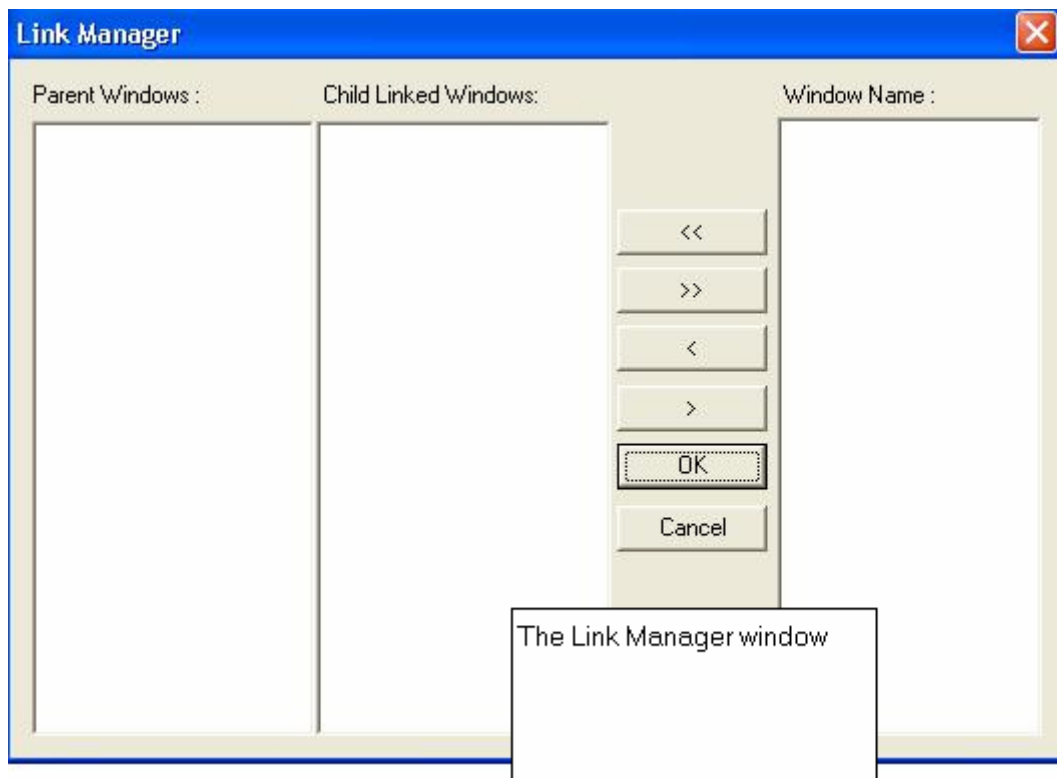 Link Manager
Parent Windows :
Child Linked Windows:
Window Name :
<<
>>
<
>
OK
Cancel
The Link Manager window